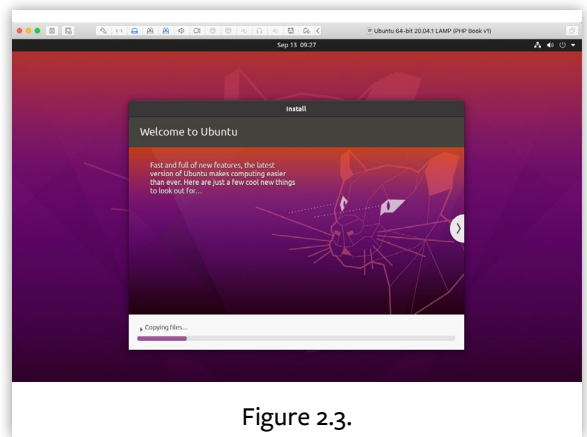 Ubuntu 64-bit 20.04.1 LAMP (PHP Book v1)
Sep 13 09:27
Install
Welcome to Ubuntu
Fast and full of new features, the latest
version of Ubuntu makes computing easier
than ever. Here are just a few cool new things
to look out for...
Copying files...
Figure 2.3.